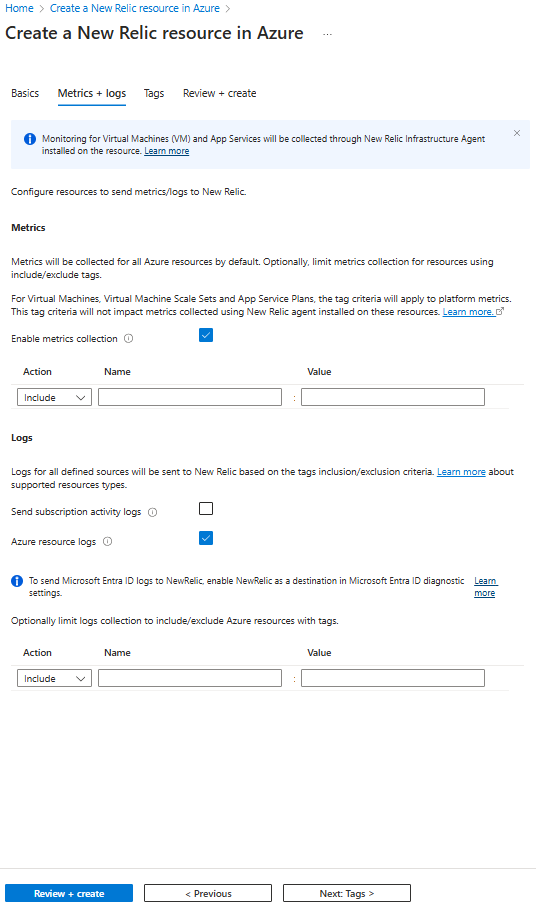 Home > Create a New Relic resource in Azure >
Create a New Relic resource in Azure ...
Basics Metrics + logs Tags Review + create
Monitoring for Virtual Machines (VM) and App Services will be collected through New Relic Infrastructure Agent
installed on the resource. Learn more
Configure resources to send metrics/logs to New Relic.
Metrics
Metrics will be collected for all Azure resources by default. Optionally, limit metrics collection for resources using
include/exclude tags.
For Virtual Machines, Virtual Machine Scale Sets and App Service Plans, the tag criteria will apply to platform metrics.
This tag criteria will not impact metrics collected using New Relic agent installed on these resources. Learn more.
Enable metrics collection
Action Name Value
Include :
Logs
Logs for all defined sources will be sent to New Relic based on the tags inclusion/exclusion criteria. Learn more about
supported resources types.
Send subscription activity logs
Azure resource logs
To send Microsoft Entra ID logs to NewRelic, enable NewRelic as a destination in Microsoft Entra ID diagnostic Learn
settings. more
Optionally limit logs collection to include/exclude Azure resources with tags.
Action Name Value
Include :
Review + create < Previous Next: Tags >